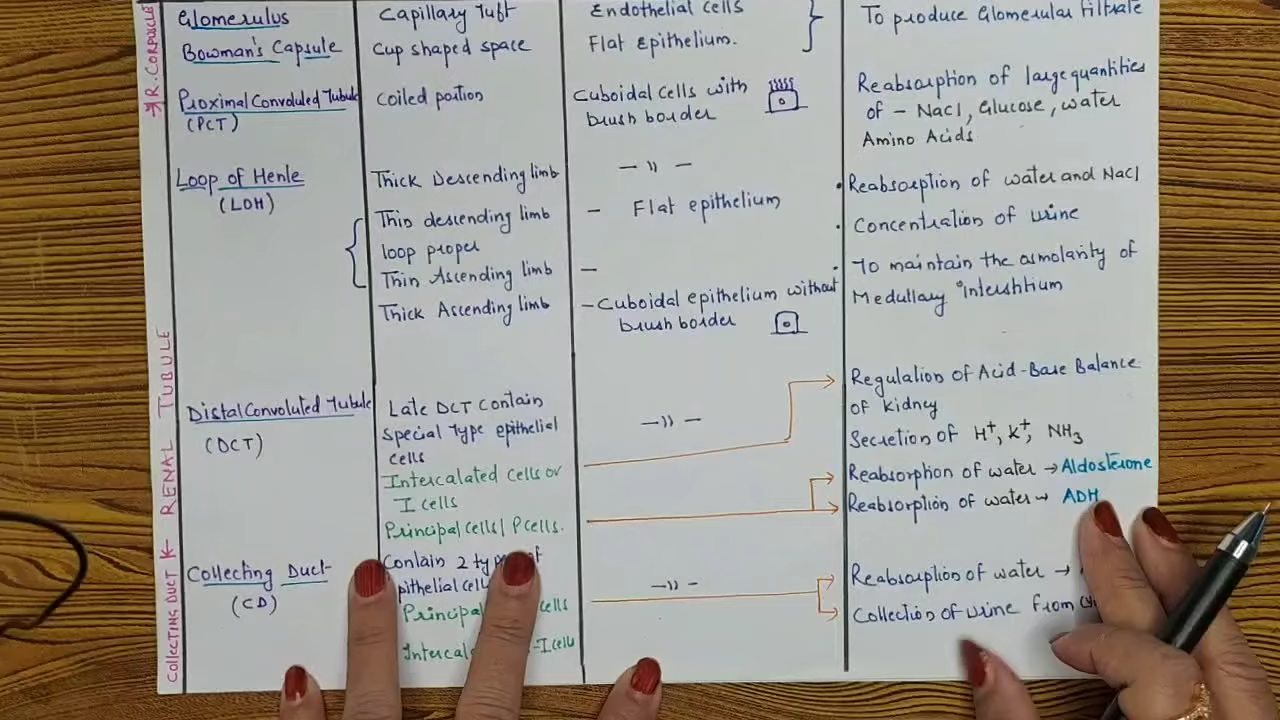 R. CORPUSCLE
RENAL TUBULE
COLLECTING DUCT
Glomerulus
Capillary Tuft
Endothelial cells
To produce Glomerular Filtrate
Bowman's Capsule
Cup shaped space
Flat Epithelium.
Proximal Convoluted Tubule
(PCT)
Coiled portion
Cuboidal cells with
brush border
Reabsorption of large quantities
of - NaCl, Glucose, water
Amino Acids
Loop of Henle
(LOH)
Thick Descending limb
— 〃 —
Reabsorption of water and NaCl
Thin descending limb
- Flat epithelium
Concentration of urine
loop proper
Thin Ascending limb
—
To maintain the osmolarity of
Medullary Interstitium
Thick Ascending limb
- Cuboidal epithelium without
brush border
Distal Convoluted Tubule
(DCT)
Late DCT contain
special type epithelial
cells
Intercalated cells or
I cells
Principal cells/ Pcells.
— 〃 —
Regulation of Acid-Base Balance
of kidney
Secretion of H⁺, K⁺, NH₃
Reabsorption of water → Aldosterone
Reabsorption of water → ADH
Collecting Duct
(CD)
Contain 2
pithelial
Principal cells
-I cells
— 〃 —
Reabsorption of water →
Collection of urine from